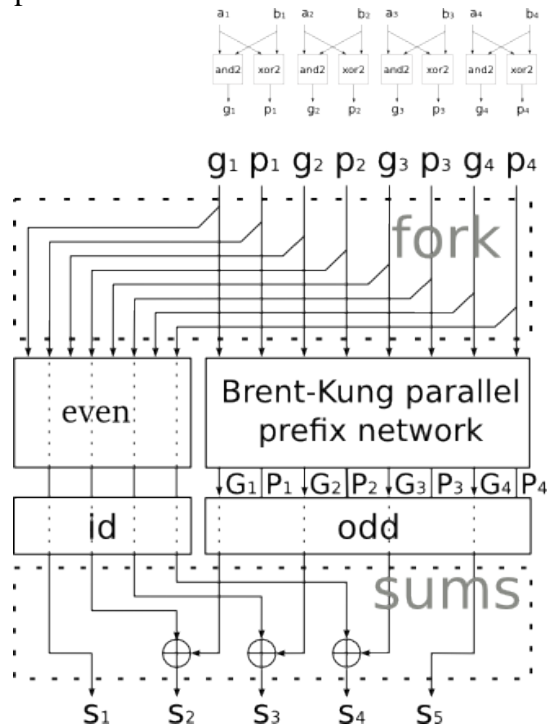 a₁ b₁ a₂ b₂ a₃ b₃ a₄ b₄
and2 xor2 and2 xor2 and2 xor2 and2 xor2
g₁ p₁ g₂ p₂ g₃ p₃ g₄ p₄
g₁ p₁ g₂ p₂ g₃ p₃ g₄ p₄
fork
even
Brent-Kung parallel
prefix network
G₁ P₁ G₂ P₂ G₃ P₃ G₄ P₄
id odd
sums
s₁ s₂ s₃ s₄ s₅